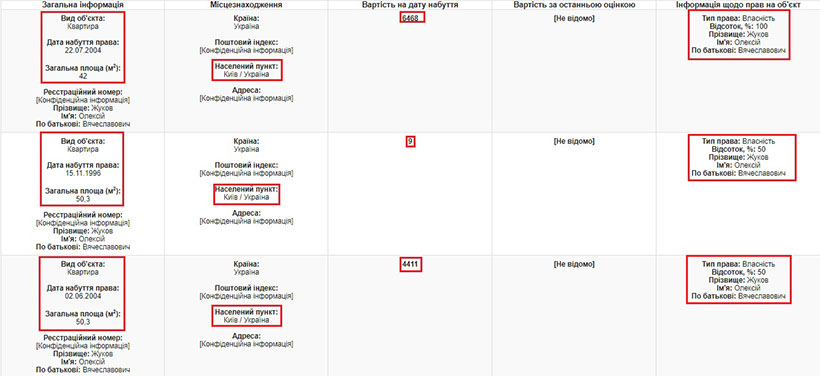 Загальна інформація
Місцезнаходження
Вартість на дату набуття
Вартість за останньою оцінкою
Інформація щодо прав на об'єкт
Вид об'єкта:
Квартира
Дата набуття права:
22.07.2004
Загальна площа (м²):
42
Реєстраційний номер:
[Конфіденційна інформація]
Прізвище: Жуков
Ім'я: Олексій
По батькові: Вячеславович
Країна:
Україна
Поштовий індекс:
[Конфіденційна інформація]
Населений пункт:
Київ / Україна
Адреса:
[Конфіденційна інформація]
6468
[Не відомо]
Тип права: Власність
Відсоток, %: 100
Прізвище: Жуков
Ім'я: Олексій
По батькові: Вячеславович
Вид об'єкта:
Квартира
Дата набуття права:
15.11.1996
Загальна площа (м²):
50,3
Реєстраційний номер:
[Конфіденційна інформація]
Прізвище: Жуков
Ім'я: Олексій
По батькові: Вячеславович
Країна:
Україна
Поштовий індекс:
[Конфіденційна інформація]
Населений пункт:
Київ / Україна
Адреса:
[Конфіденційна інформація]
9
[Не відомо]
Тип права: Власність
Відсоток, %: 50
Прізвище: Жуков
Ім'я: Олексій
По батькові: Вячеславович
Вид об'єкта:
Квартира
Дата набуття права:
02.06.2004
Загальна площа (м²):
50,3
Реєстраційний номер:
[Конфіденційна інформація]
Прізвище: Жуков
Ім'я: Олексій
По батькові: Вячеславович
Країна:
Україна
Поштовий індекс:
[Конфіденційна інформація]
Населений пункт:
Київ / Україна
Адреса:
[Конфіденційна інформація]
4411
[Не відомо]
Тип права: Власність
Відсоток, %: 50
Прізвище: Жуков
Ім'я: Олексій
По батькові: Вячеславович